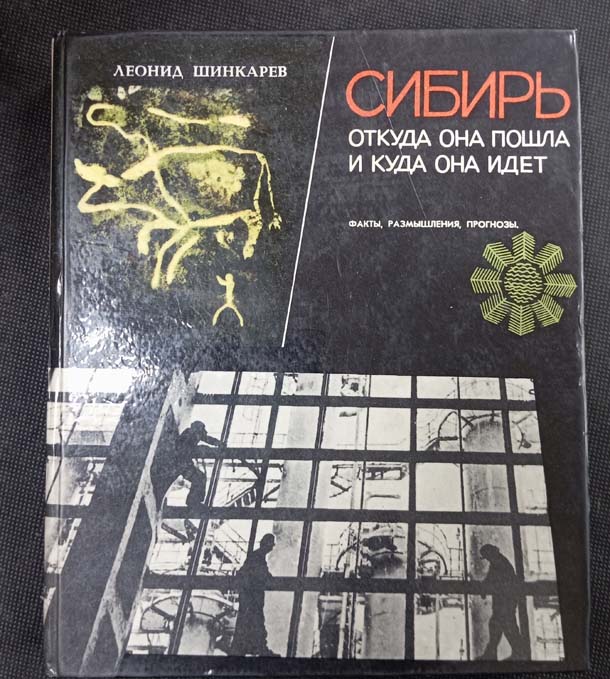 ЛЕОНИД ШИНКАРЕВ
СИБИРЬ
ОТКУДА ОНА ПОШЛА
И КУДА ОНА ИДЕТ
ФАКТЫ, РАЗМЫШЛЕНИЯ, ПРОГНОЗЫ.